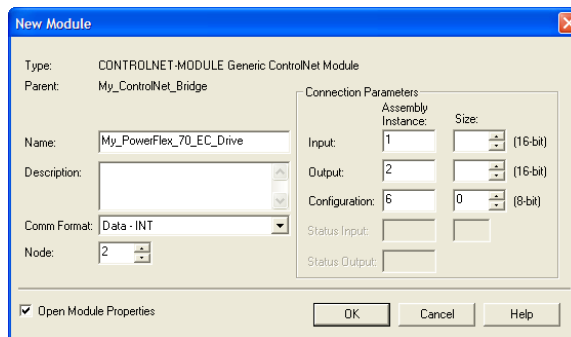 New Module
Type: CONTROLNET-MODULE Generic ControlNet Module
Parent: My_ControlNet_Bridge
Connection Parameters
Assembly Instance: Size:
Name: My_PowerFlex_70_EC_Drive
Input: 1 (16-bit)
Output: 2 (16-bit)
Description:
Configuration: 6 0 (8-bit)
Comm Format: Data - INT
Status Input:
Node: 2
Status Output:
Open Module Properties
OK Cancel Help